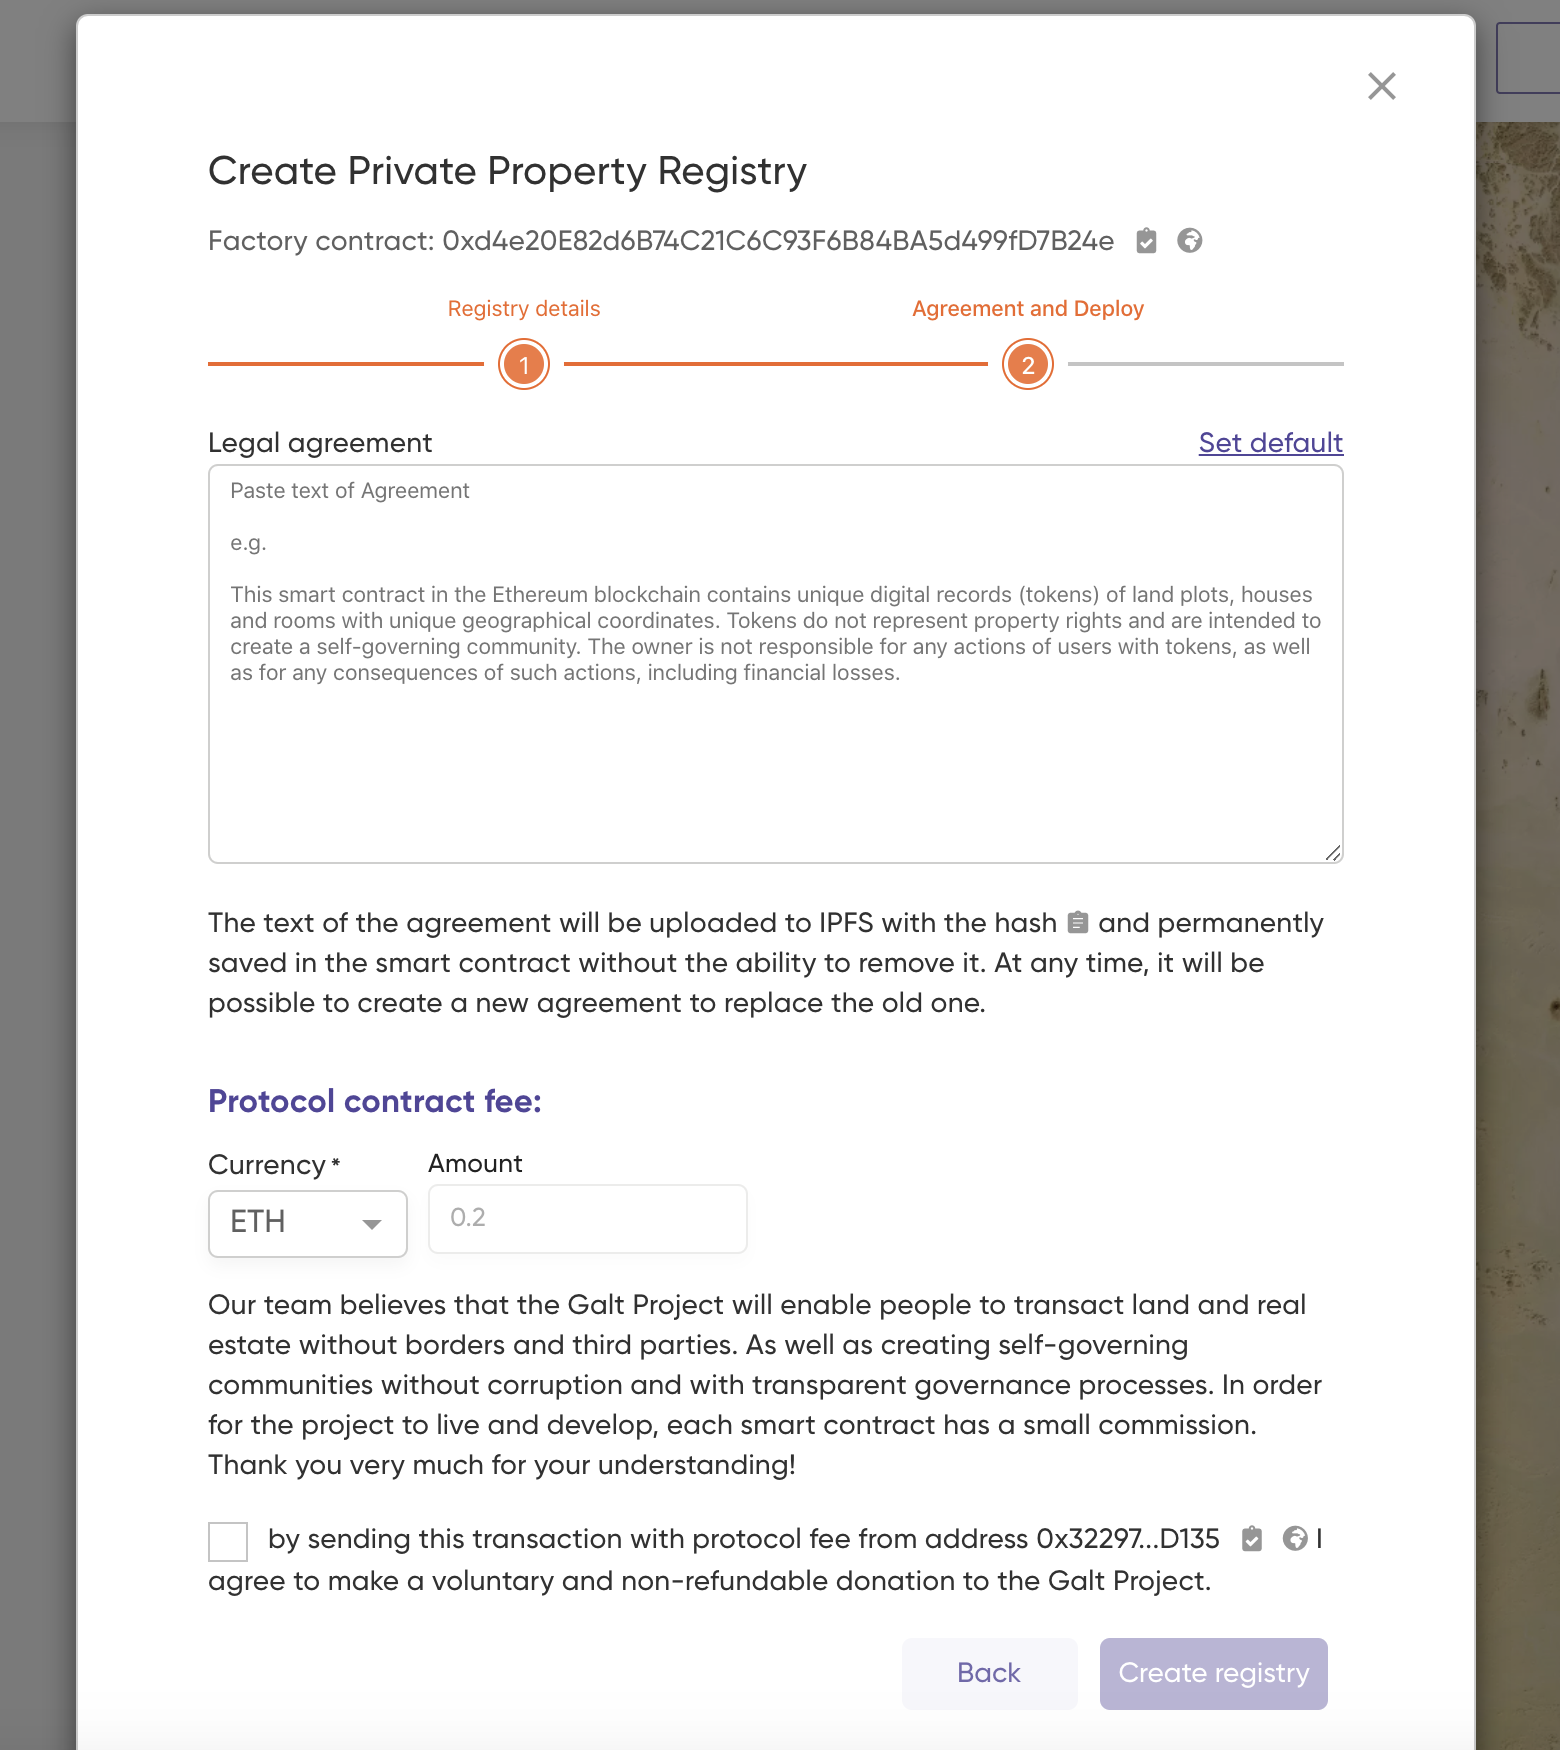 Create Private Property Registry
Factory contract: 0xd4e20E82d6B74C21C6C93F6B84BA5d499fD7B24e
Registry details
Agreement and Deploy
1
2
Legal agreement
Set default
Paste text of Agreement
e.g.
This smart contract in the Ethereum blockchain contains unique digital records (tokens) of land plots, houses
and rooms with unique geographical coordinates. Tokens do not represent property rights and are intended to
create a self-governing community. The owner is not responsible for any actions of users with tokens, as well
as for any consequences of such actions, including financial losses.
The text of the agreement will be uploaded to IPFS with the hash and permanently
saved in the smart contract without the ability to remove it. At any time, it will be
possible to create a new agreement to replace the old one.
Protocol contract fee:
Currency *
Amount
ETH
0.2
Our team believes that the Galt Project will enable people to transact land and real
estate without borders and third parties. As well as creating self-governing
communities without corruption and with transparent governance processes. In order
for the project to live and develop, each smart contract has a small commission.
Thank you very much for your understanding!
by sending this transaction with protocol fee from address 0x32297...D135 I
agree to make a voluntary and non-refundable donation to the Galt Project.
Back
Create registry